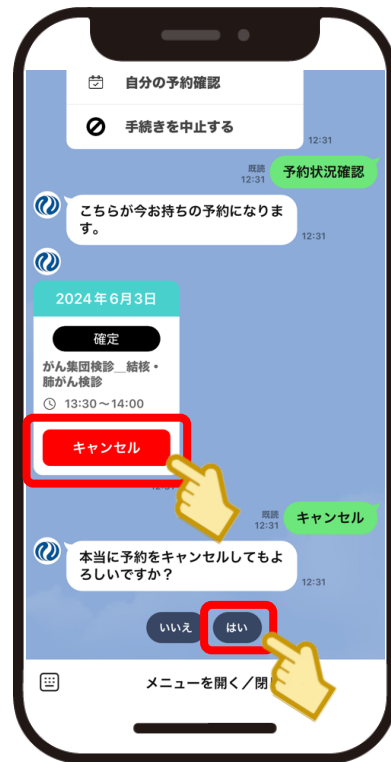 自分の予約確認
手続きを中止する
12:31
既読
12:31
予約状況確認
こちらが今お持ちの予約になりま
す。
12:31
2024年6月3日
確定
がん集団検診__結核・
肺がん検診
13:30～14:00
キャンセル
既読
12:31
キャンセル
本当に予約をキャンセルしてもよ
ろしいですか？
12:31
いいえ
はい
メニューを開く／閉